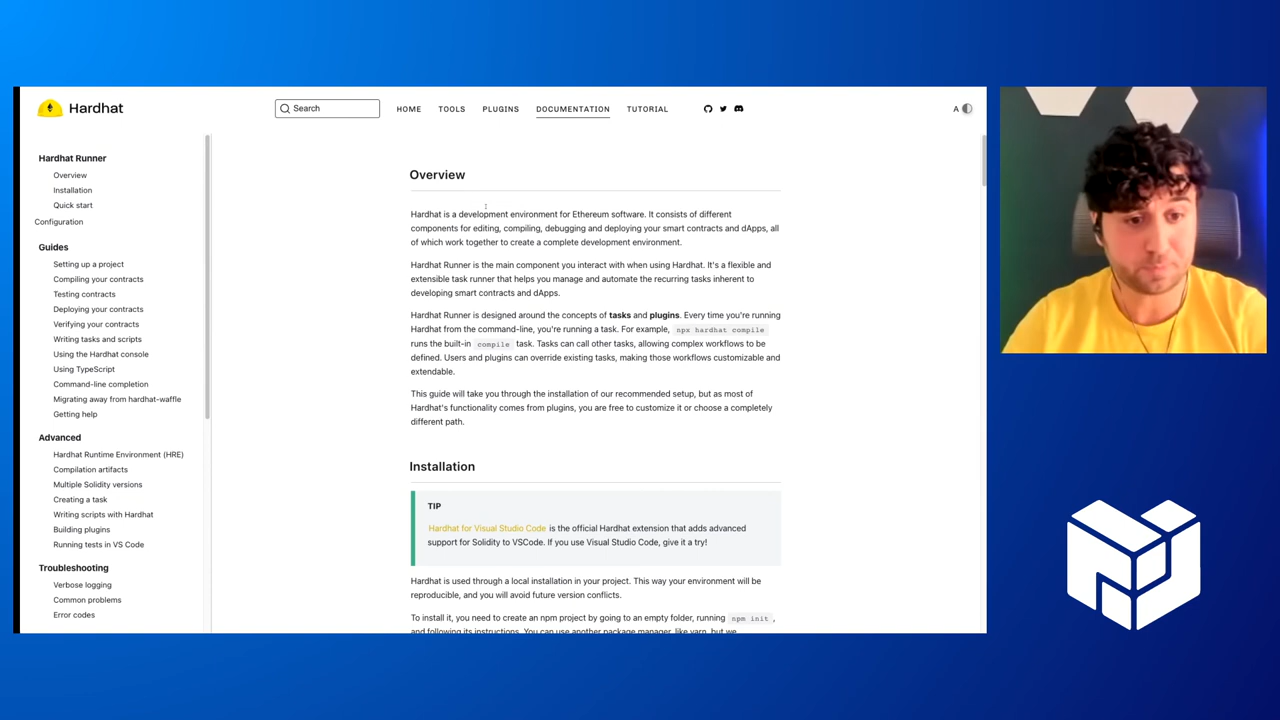 Hardhat
Search
HOME
TOOLS
PLUGINS
DOCUMENTATION
TUTORIAL
A
Hardhat Runner
Overview
Installation
Quick start
Configuration
Guides
Setting up a project
Compiling your contracts
Testing contracts
Deploying your contracts
Verifying your contracts
Writing tasks and scripts
Using the Hardhat console
Using TypeScript
Command-line completion
Migrating away from hardhat-waffle
Getting help
Advanced
Hardhat Runtime Environment (HRE)
Compilation artifacts
Multiple Solidity versions
Creating a task
Writing scripts with Hardhat
Building plugins
Running tests in VS Code
Troubleshooting
Verbose logging
Common problems
Error codes
Overview
Hardhat is a development environment for Ethereum software. It consists of different
components for editing, compiling, debugging and deploying your smart contracts and dApps, all
of which work together to create a complete development environment.
Hardhat Runner is the main component you interact with when using Hardhat. It's a flexible and
extensible task runner that helps you manage and automate the recurring tasks inherent to
developing smart contracts and dApps.
Hardhat Runner is designed around the concepts of tasks and plugins. Every time you're running
Hardhat from the command-line, you're running a task. For example, npx hardhat compile
runs the built-in compile task. Tasks can call other tasks, allowing complex workflows to be
defined. Users and plugins can override existing tasks, making those workflows customizable and
extendable.
This guide will take you through the installation of our recommended setup, but as most of
Hardhat's functionality comes from plugins, you are free to customize it or choose a completely
different path.
Installation
TIP
Hardhat for Visual Studio Code is the official Hardhat extension that adds advanced
support for Solidity to VSCode. If you use Visual Studio Code, give it a try!
Hardhat is used through a local installation in your project. This way your environment will be
reproducible, and you will avoid future version conflicts.
To install it, you need to create an npm project by going to an empty folder, running npm init ,
and following its instructions. You can use another package manager, like yarn, but we